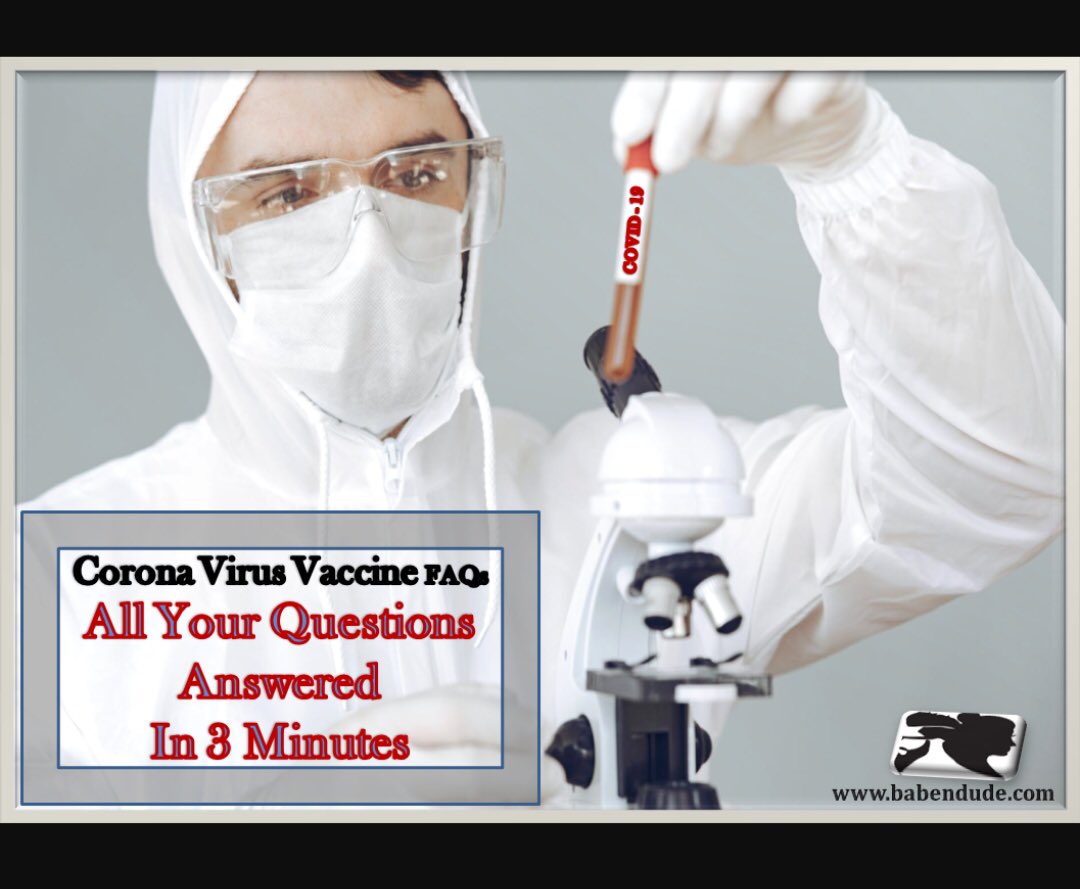 COVID-19
Corona Virus Vaccine FAQs
All Your Questions
Answered
In 3 Minutes
www.babendude.com